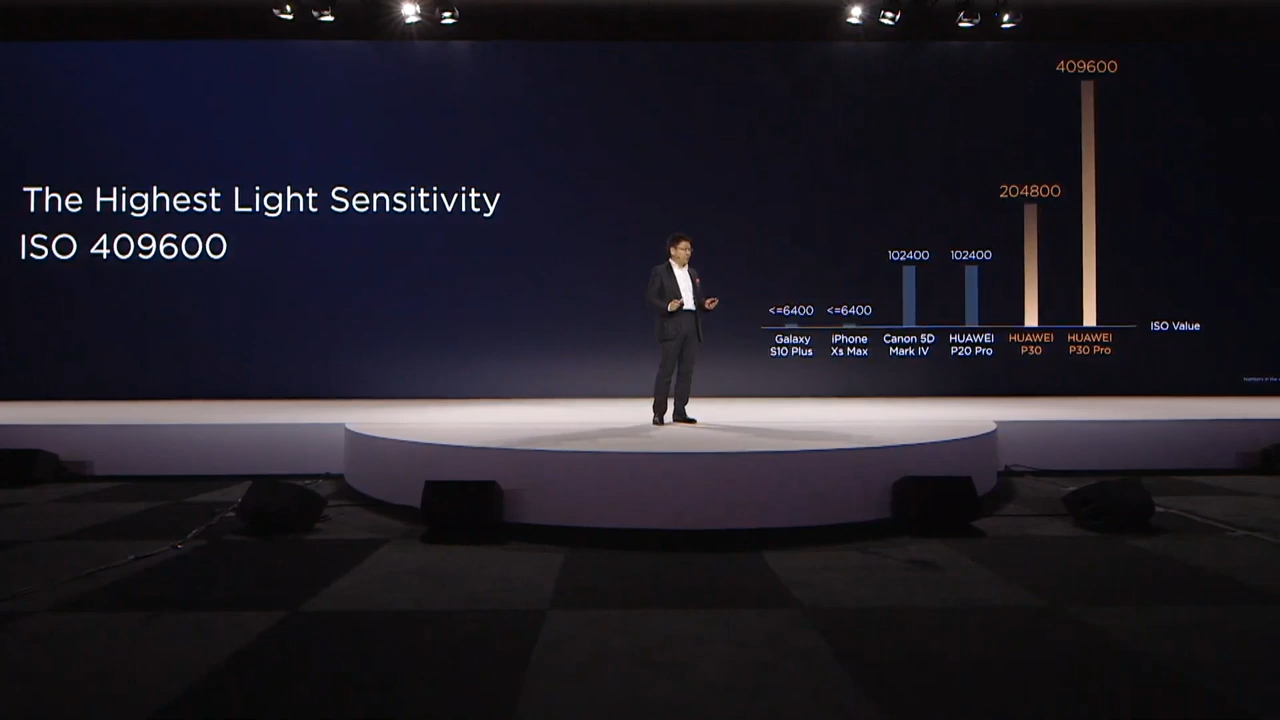 The Highest Light Sensitivity
ISO 409600
409600
204800
102400
102400
<=6400
<=6400
ISO Value
Galaxy
S10 Plus
iPhone
Xs Max
Canon 5D
Mark IV
HUAWEI
P20 Pro
HUAWEI
P30
HUAWEI
P30 Pro